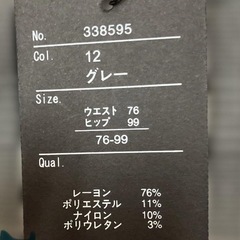 No. 338595
Col. 12
グレー
Size.
ウエスト 76
ヒップ 99
76-99
Qual.
レーヨン 76%
ポリエステル 11%
ナイロン 10%
ポリウレタン 3%